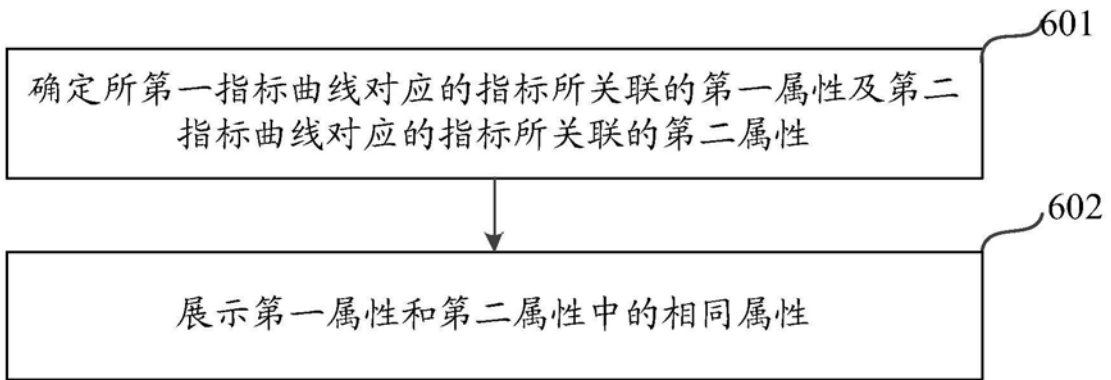 601
确定所第一指标曲线对应的指标所关联的第一属性及第二
指标曲线对应的指标所关联的第二属性
602
展示第一属性和第二属性中的相同属性